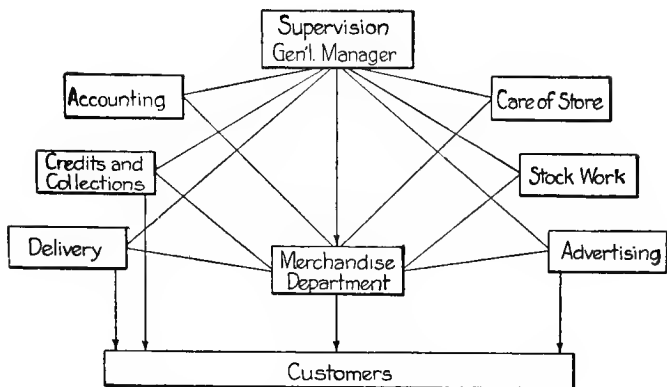 Supervision
Gen'l. Manager
Accounting
Care of Store
Credits and
Collections
Stock Work
Delivery
Merchandise
Department
Advertising
Customers